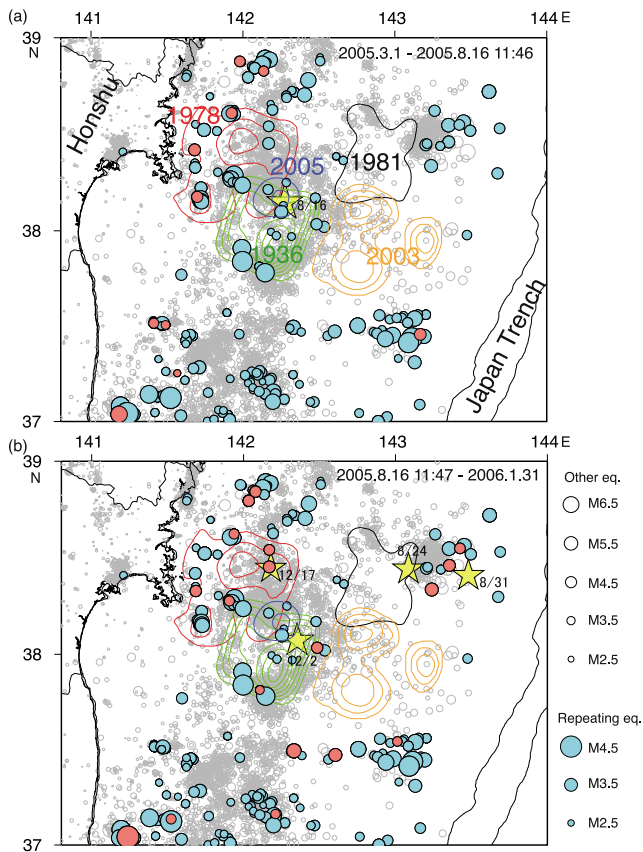 (a)
141 142 143 144 E
39
N
2005.3.1 - 2005.8.16 11:46
Honshu
1978
2005
1981
8/16
38
1936
2003
Japan Trench
37
141 142 143 144 E
(b)
39
N
2005.8.16 11:47 - 2006.1.31
8/24
12/17
8/31
12/2
38
37
Other eq.
M6.5
M5.5
M4.5
M3.5
M2.5
Repeating eq.
M4.5
M3.5
M2.5